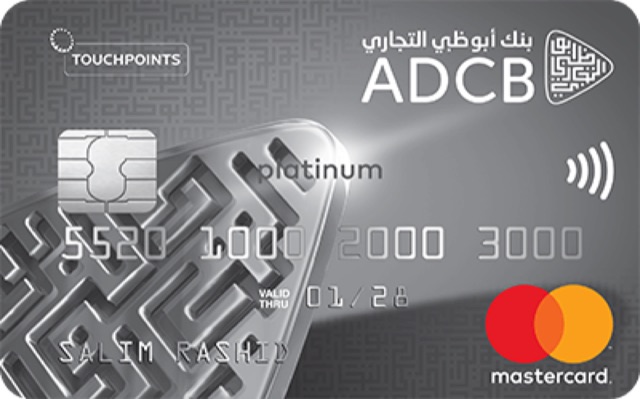 TOUCHPOINTS
بنك أبوظبي التجاري
ADCB
platinum
5520 1000 2000 3000
VALID THRU 01/28
SALIM RASHID
mastercard.